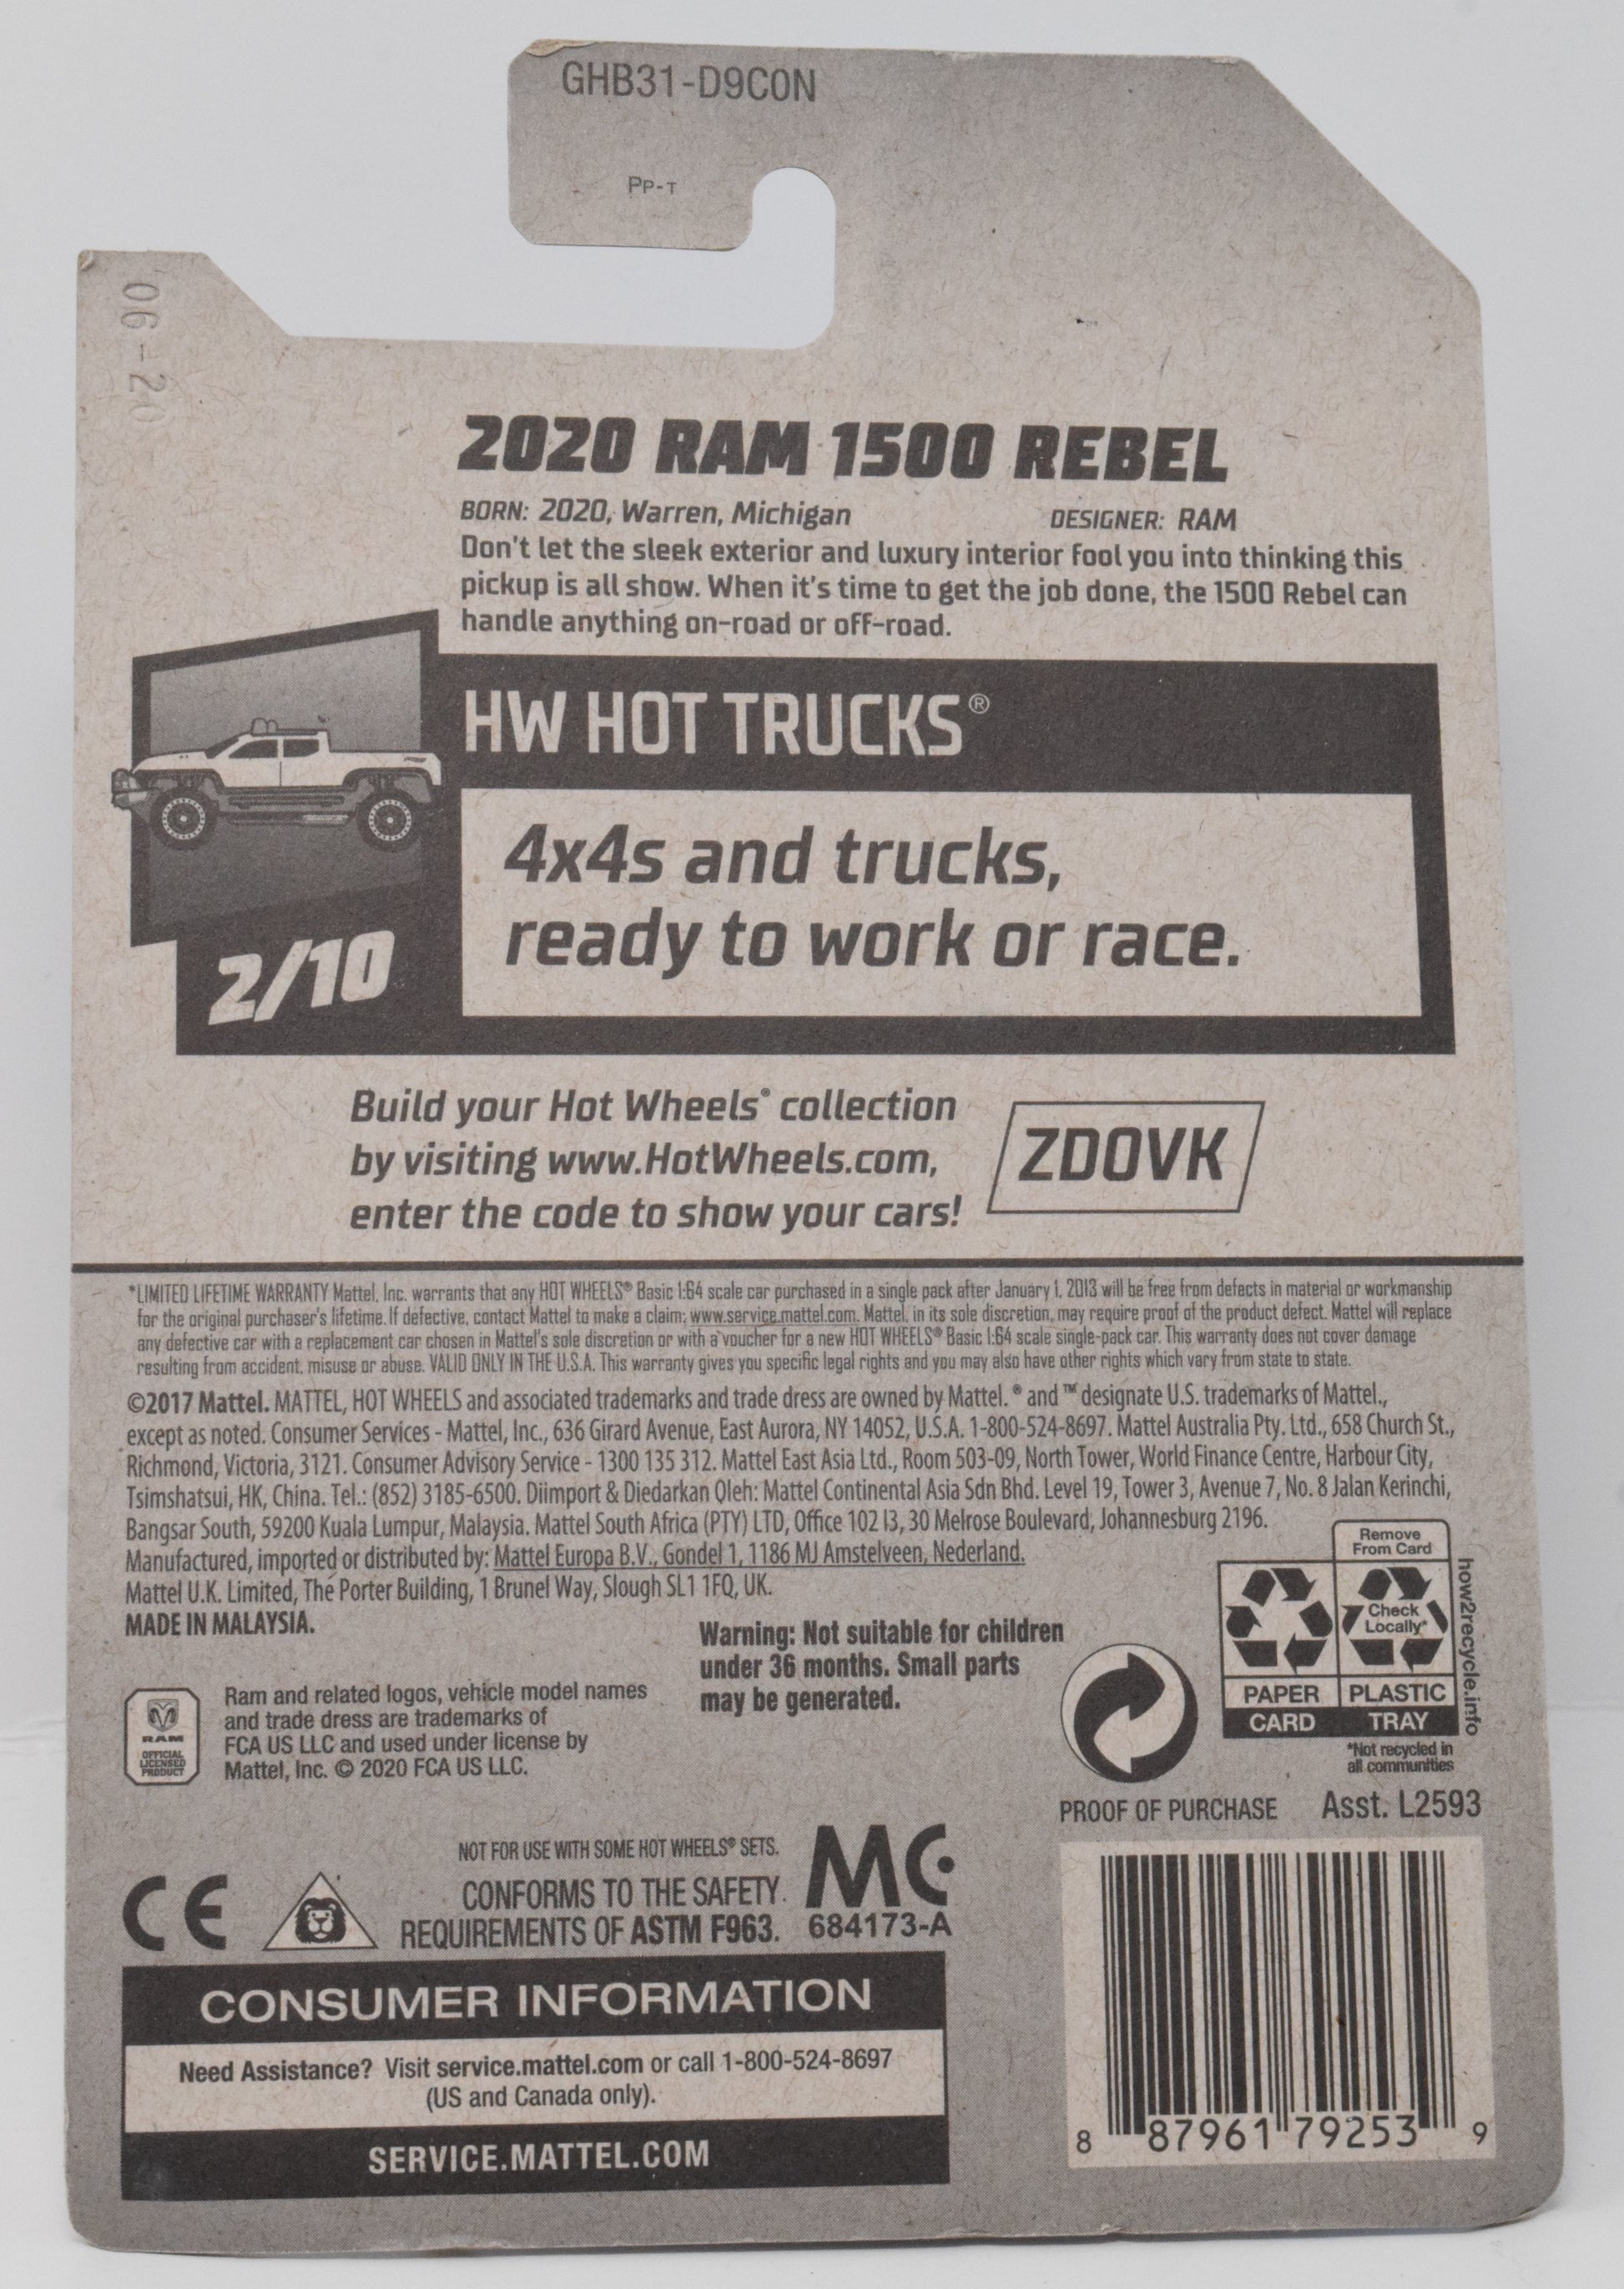 GHB31-D9C0N
PP-T
06-20
2020 RAM 1500 REBEL
BORN: 2020, Warren, Michigan
DESIGNER: RAM
Don't let the sleek exterior and luxury interior fool you into thinking this
pickup is all show. When it's time to get the job done, the 1500 Rebel can
handle anything on-road or off-road.
HW HOT TRUCKS®
4x4s and trucks,
ready to work or race.
2/10
Build your Hot Wheels® collection
by visiting www.HotWheels.com,
enter the code to show your cars!
ZDOVK
*LIMITED LIFETIME WARRANTY Mattel, Inc. warrants that any HOT WHEELS® Basic 1:64 scale car purchased in a single pack after January 1, 2013 will be free from defects in material or workmanship
for the original purchaser's lifetime. If defective, contact Mattel to make a claim: www.service.mattel.com. Mattel, in its sole discretion, may require proof of the product defect. Mattel will replace
any defective car with a replacement car chosen in Mattel's sole discretion or with a voucher for a new HOT WHEELS® Basic 1:64 scale single-pack car. This warranty does not cover damage
resulting from accident, misuse or abuse. VALID ONLY IN THE U.S.A. This warranty gives you specific legal rights and you may also have other rights which vary from state to state.
©2017 Mattel. MATTEL, HOT WHEELS and associated trademarks and trade dress are owned by Mattel. ® and ™ designate U.S. trademarks of Mattel.,
except as noted. Consumer Services - Mattel, Inc., 636 Girard Avenue, East Aurora, NY 14052, U.S.A. 1-800-524-8697. Mattel Australia Pty. Ltd., 658 Church St.,
Richmond, Victoria, 3121. Consumer Advisory Service - 1300 135 312. Mattel East Asia Ltd., Room 503-09, North Tower, World Finance Centre, Harbour City,
Tsimshatsui, HK, China. Tel.: (852) 3185-6500. Diimport & Diedarkan Oleh: Mattel Continental Asia Sdn Bhd. Level 19, Tower 3, Avenue 7, No. 8 Jalan Kerinchi,
Bangsar South, 59200 Kuala Lumpur, Malaysia. Mattel South Africa (PTY) LTD, Office 102 I3, 30 Melrose Boulevard, Johannesburg 2196.
Manufactured, imported or distributed by: Mattel Europa B.V., Gondel 1, 1186 MJ Amstelveen, Nederland.
Mattel U.K. Limited, The Porter Building, 1 Brunel Way, Slough SL1 1FQ, UK.
MADE IN MALAYSIA.
Warning: Not suitable for children
under 36 months. Small parts
may be generated.
Remove
From Card
Check
Locally*
PAPER
CARD
PLASTIC
TRAY
how2recycle.info
*Not recycled in
all communities
RAM
OFFICIAL
LICENSED
PRODUCT
Ram and related logos, vehicle model names
and trade dress are trademarks of
FCA US LLC and used under license by
Mattel, Inc. © 2020 FCA US LLC.
PROOF OF PURCHASE
Asst. L2593
CE
NOT FOR USE WITH SOME HOT WHEELS® SETS.
CONFORMS TO THE SAFETY
REQUIREMENTS OF ASTM F963.
MC
684173-A
CONSUMER INFORMATION
Need Assistance? Visit service.mattel.com or call 1-800-524-8697
(US and Canada only).
SERVICE.MATTEL.COM
8 87961 79253 9